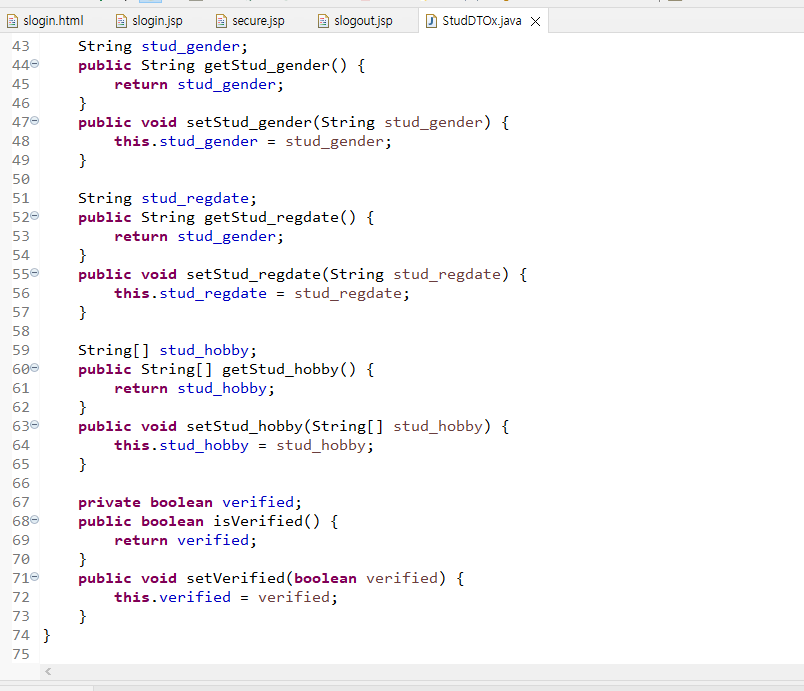 slogin.html slogin.jsp secure.jsp slogout.jsp StudDTOx.java
43 String stud_gender;
44 public String getStud_gender() {
45 return stud_gender;
46 }
47 public void setStud_gender(String stud_gender) {
48 this.stud_gender = stud_gender;
49 }
50
51 String stud_regdate;
52 public String getStud_regdate() {
53 return stud_gender;
54 }
55 public void setStud_regdate(String stud_regdate) {
56 this.stud_regdate = stud_regdate;
57 }
58
59 String[] stud_hobby;
60 public String[] getStud_hobby() {
61 return stud_hobby;
62 }
63 public void setStud_hobby(String[] stud_hobby) {
64 this.stud_hobby = stud_hobby;
65 }
66
67 private boolean verified;
68 public boolean isVerified() {
69 return verified;
70 }
71 public void setVerified(boolean verified) {
72 this.verified = verified;
73 }
74 }
75